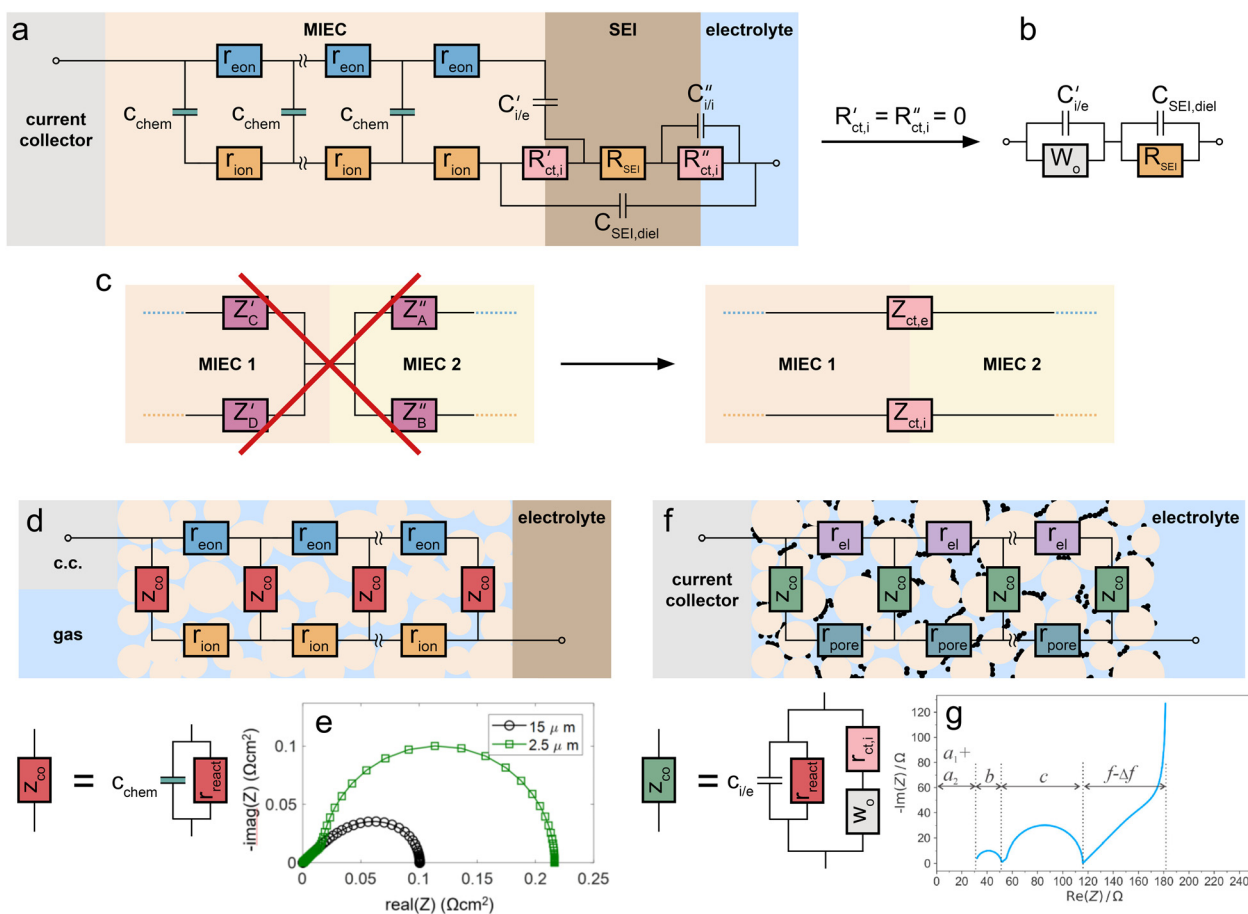 a
MIEC
SEI
electrolyte
r_eon
r_eon
r_eon
current
collector
c_chem
c_chem
c_chem
C'_i/e
C''_i/i
r_ion
r_ion
r_ion
R'_ct,i
R_SEI
R''_ct,i
C_SEI,diel
R'_ct,i = R''_ct,i = 0
b
C'_i/e
C_SEI,diel
W_o
R_SEI
c
Z'_C
Z''_A
MIEC 1
MIEC 2
Z'_D
Z''_B
Z_ct,e
MIEC 1
MIEC 2
Z_ct,i
d
electrolyte
r_eon
r_eon
r_eon
c.c.
z_co
z_co
z_co
z_co
gas
r_ion
r_ion
r_ion
f
electrolyte
r_el
r_el
r_el
current
collector
z_co
z_co
z_co
z_co
r_pore
r_pore
r_pore
z_co
=
c_chem
r_react
e
15 μ m
2.5 μ m
-imag(Z) (Ωcm²)
0.1
0.05
0
0
0.05
0.1
0.15
0.2
0.25
real(Z) (Ωcm²)
z_co
=
c_i/e
r_react
r_ct,i
w_o
g
-Im(Z) / Ω
120
100
80
60
40
20
0
a₁+
a₂
b
c
f-Δf
0 20 40 60 80 100 120 140 160 180 200 220 240
Re(Z) / Ω